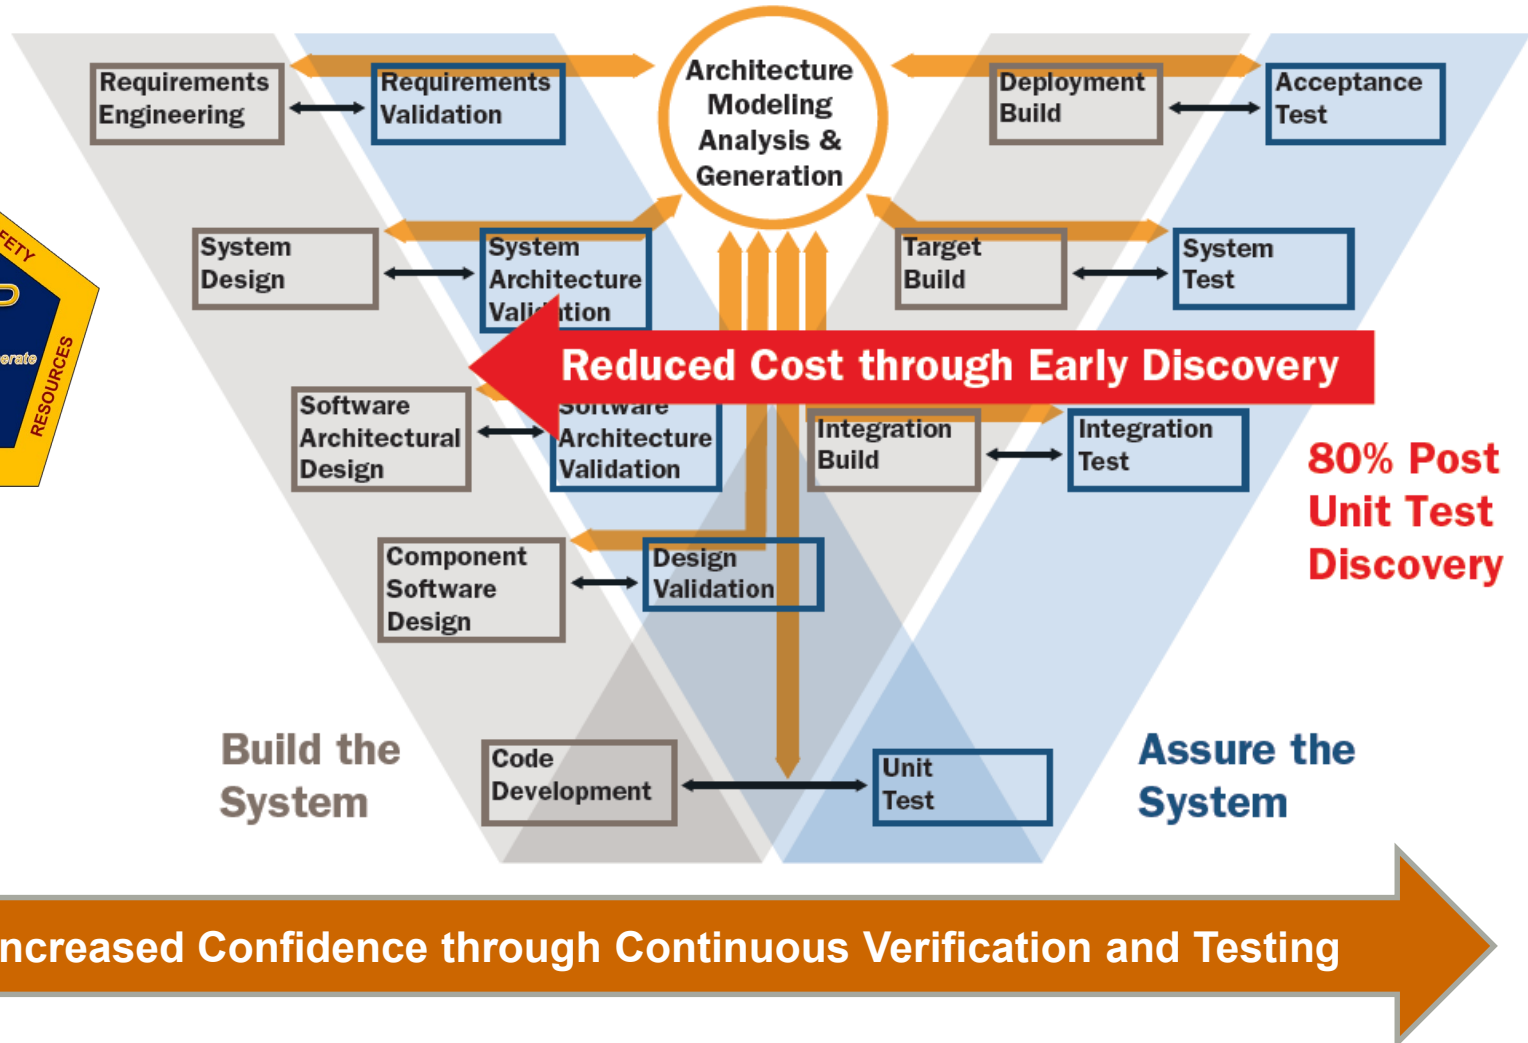 Requirements
Engineering
Requirements
Validation
Architecture
Modeling
Analysis &
Generation
Deployment
Build
Acceptance
Test
System
Design
System
Architecture
Validation
Target
Build
System
Test
RESOURCES
Reduced Cost through Early Discovery
Software
Architectural
Design
Software
Architecture
Validation
Integration
Build
Integration
Test
80% Post
Unit Test
Discovery
Component
Software
Design
Design
Validation
Build the
System
Code
Development
Unit
Test
Assure the
System
ncreased Confidence through Continuous Verification and Testing